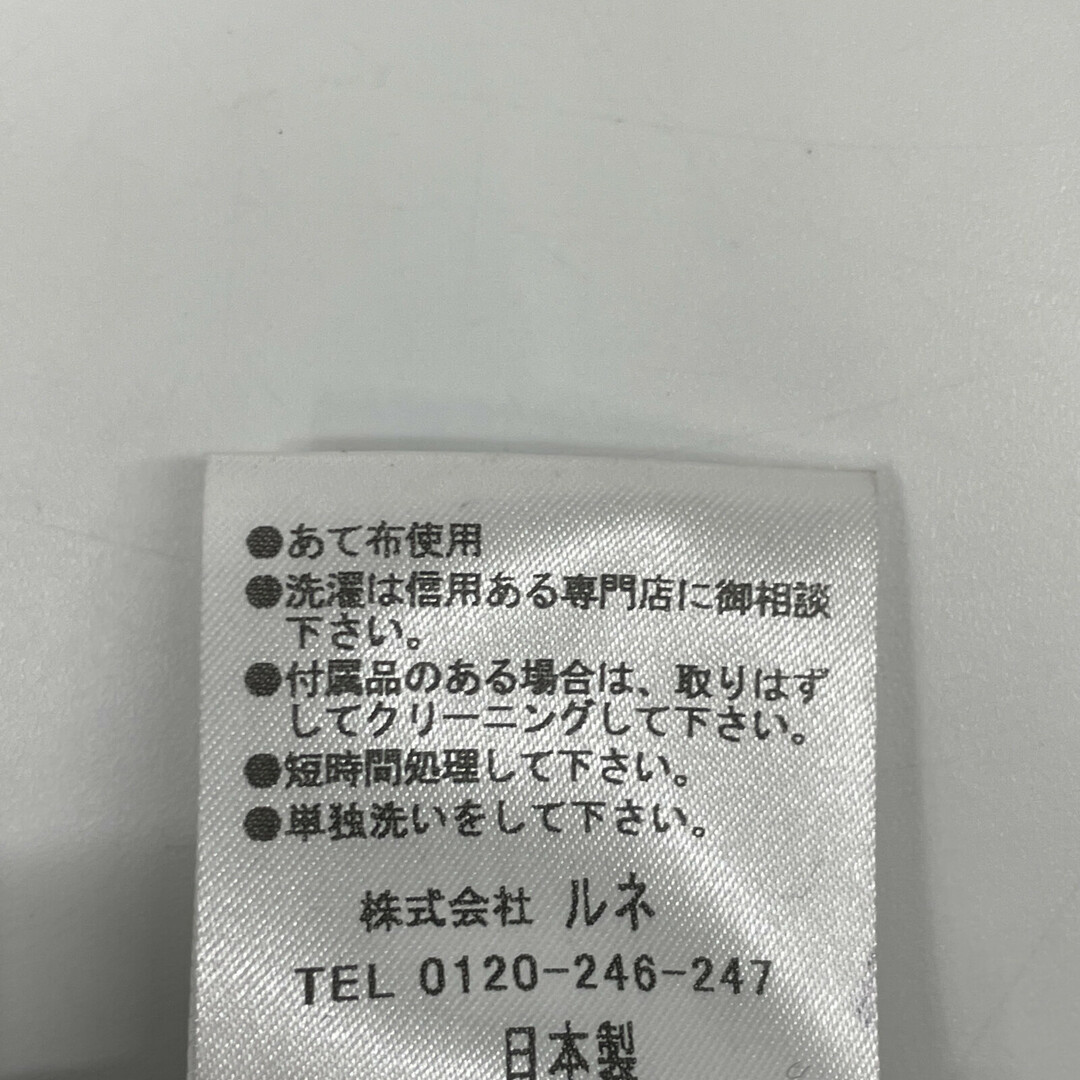 ●あて布使用
●洗濯は信用ある専門店に御相談
下さい。
●付属品のある場合は、取りはず
してクリーニングして下さい。
●短時間処理して下さい。
●単独洗いをして下さい。
株式会社 ルネ
TEL 0120-246-247
日本製